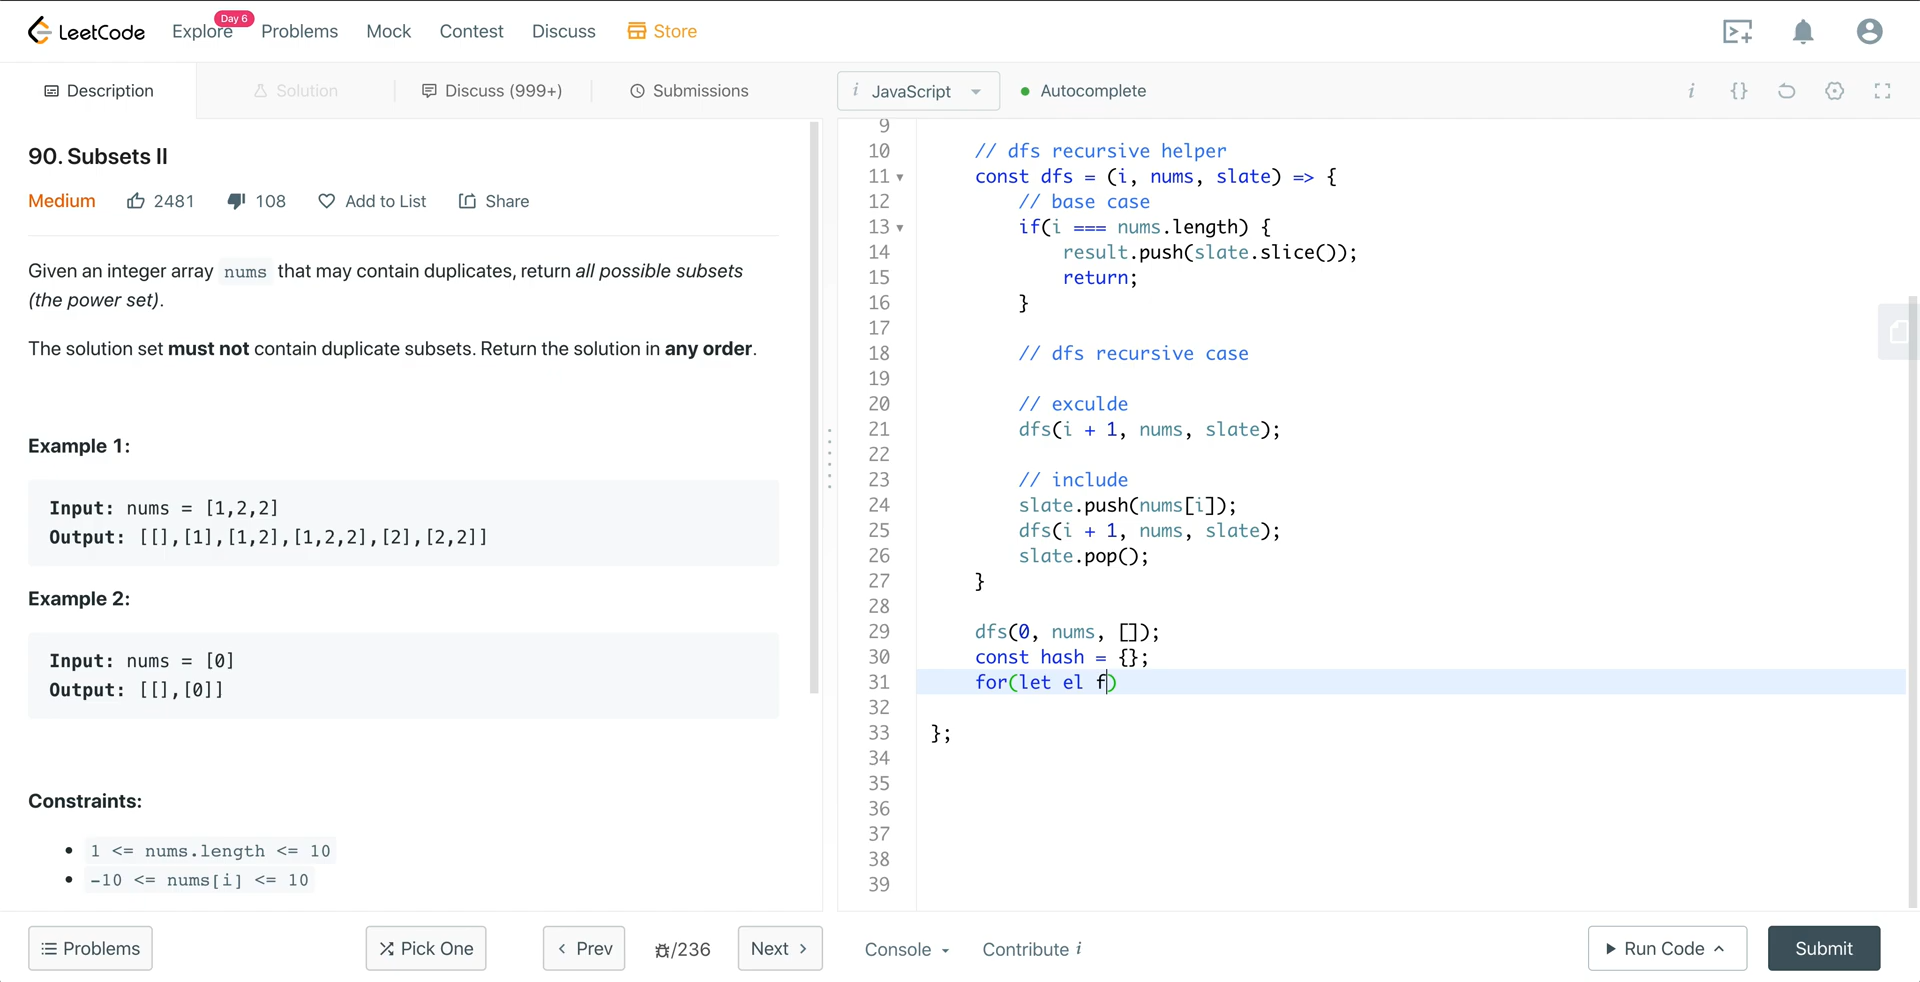 LeetCode
Explore
Day 6
Problems
Mock
Contest
Discuss
Store
Description
Solution
Discuss (999+)
Submissions
i JavaScript
Autocomplete
i {}
90. Subsets II
Medium 2481 108 Add to List Share
Given an integer array nums that may contain duplicates, return all possible subsets
(the power set).
The solution set must not contain duplicate subsets. Return the solution in any order.
Example 1:
Input: nums = [1,2,2]
Output: [[],[1],[1,2],[1,2,2],[2],[2,2]]
Example 2:
Input: nums = [0]
Output: [[],[0]]
Constraints:
• 1 <= nums.length <= 10
• -10 <= nums[i] <= 10
9
10 // dfs recursive helper
11 const dfs = (i, nums, slate) => {
12 // base case
13 if(i === nums.length) {
14 result.push(slate.slice());
15 return;
16 }
17
18 // dfs recursive case
19
20 // exculde
21 dfs(i + 1, nums, slate);
22
23 // include
24 slate.push(nums[i]);
25 dfs(i + 1, nums, slate);
26 slate.pop();
27 }
28
29 dfs(0, nums, []);
30 const hash = {};
31 for(let el f)
32
33 };
34
35
36
37
38
39
Problems
Pick One
Prev
/236
Next
Console
Contribute i
Run Code
Submit